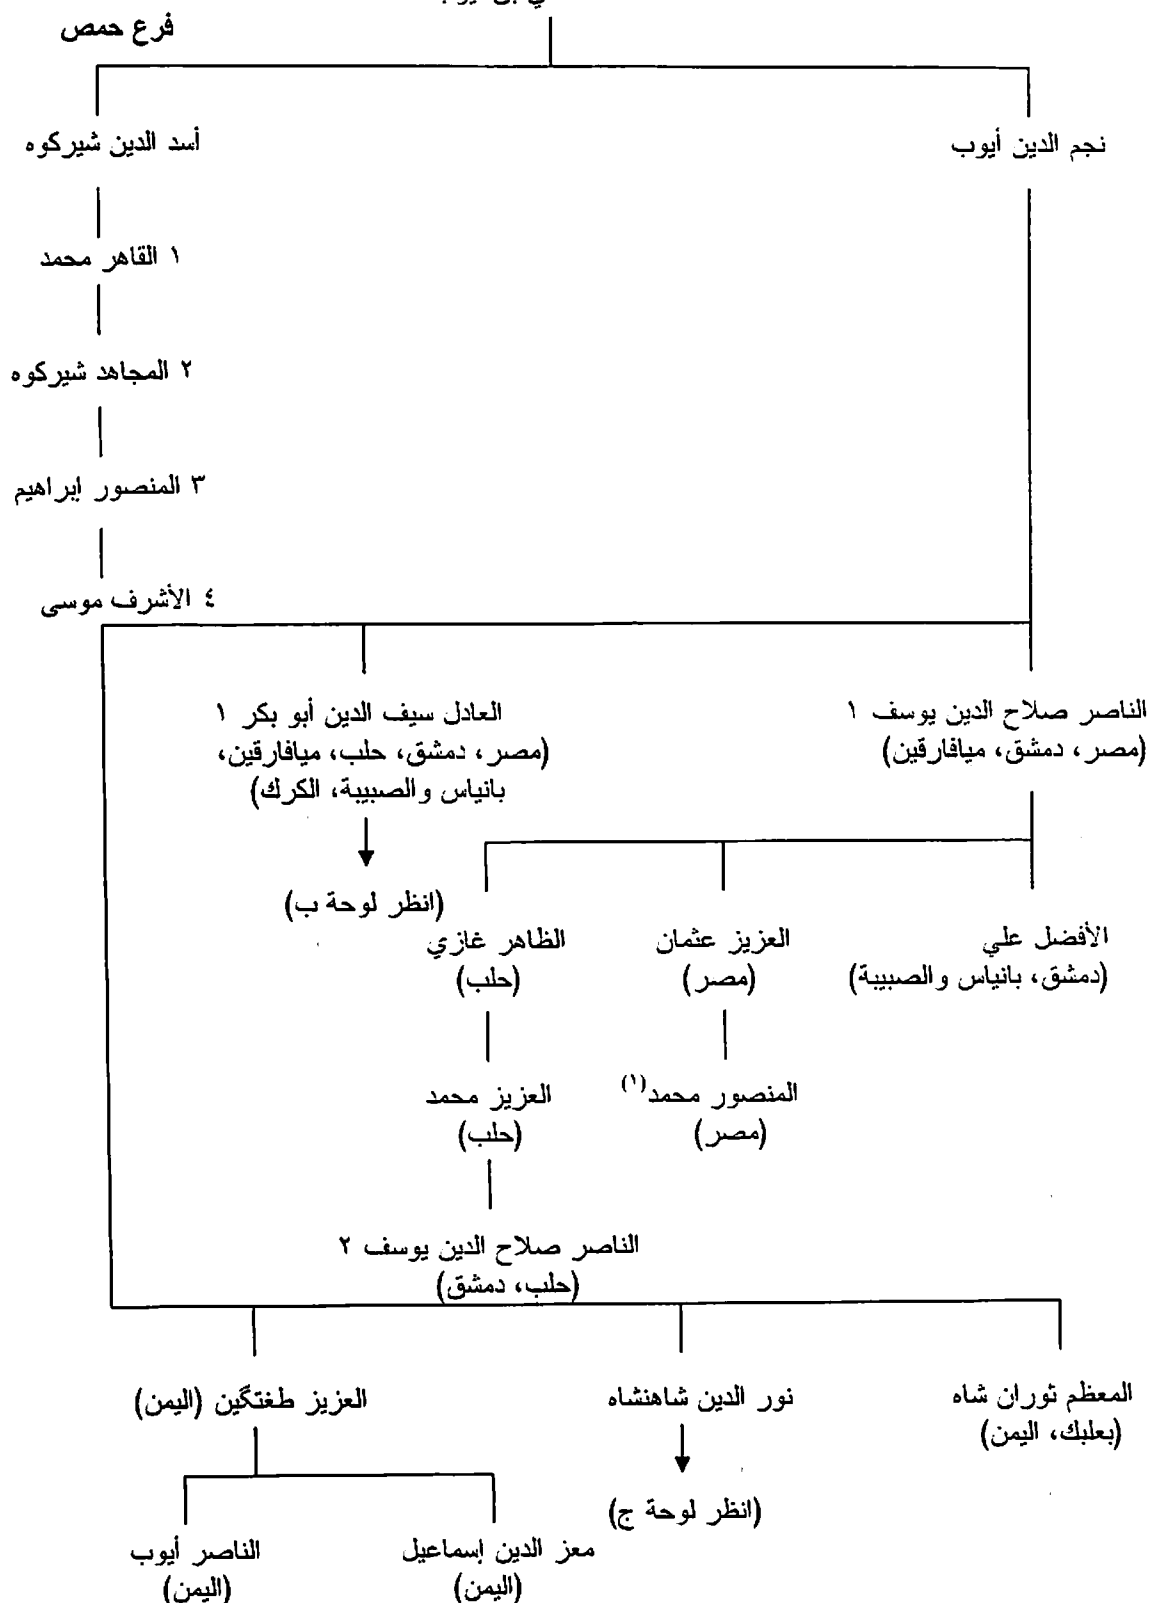 فرع حمص
نجم الدين أيوب
أسد الدين شيركوه
١ القاهر محمد
٢ المجاهد شيركوه
٣ المنصور إبراهيم
٤ الأشرف موسى
الناصر صلاح الدين يوسف ١
(مصر، دمشق، ميافارقين)
العادل سيف الدين أبو بكر ١
(مصر، دمشق، حلب، ميافارقين،
بانياس والصبيبة، الكرك)
(انظر لوحة ب)
الأفضل علي
(دمشق، بانياس والصبيبة)
العزيز عثمان
(مصر)
الظاهر غازي
(حلب)
المنصور محمد(١)
(مصر)
العزيز محمد
(حلب)
الناصر صلاح الدين يوسف ٢
(حلب، دمشق)
المعظم توران شاه
(بعلبك، اليمن)
نور الدين شاهنشاه
(انظر لوحة ج)
العزيز طغتگين (اليمن)
معز الدين إسماعيل
(اليمن)
الناصر أيوب
(اليمن)